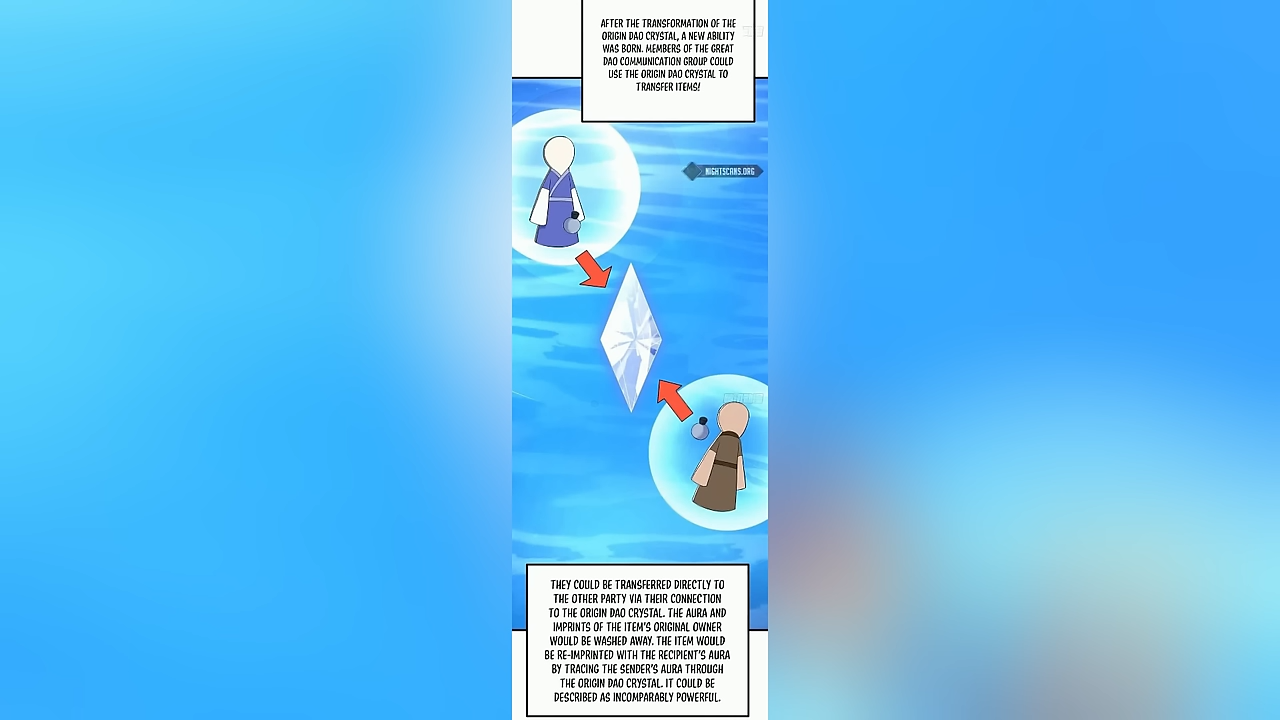 AFTER THE TRANSFORMATION OF THE
ORIGIN DAO CRYSTAL, A NEW ABILITY
WAS BORN. MEMBERS OF THE GREAT
DAO COMMUNICATION GROUP COULD
USE THE ORIGIN DAO CRYSTAL TO
TRANSFER ITEMS!
NIGHTSCANS.ORG
THEY COULD BE TRANSFERRED DIRECTLY TO
THE OTHER PARTY VIA THEIR CONNECTION
TO THE ORIGIN DAO CRYSTAL. THE AURA AND
IMPRINTS OF THE ITEM'S ORIGINAL OWNER
WOULD BE WASHED AWAY. THE ITEM WOULD
BE RE-IMPRINTED WITH THE RECIPIENT'S AURA
BY TRACING THE SENDER'S AURA THROUGH
THE ORIGIN DAO CRYSTAL. IT COULD BE
DESCRIBED AS INCOMPARABLY POWERFUL.